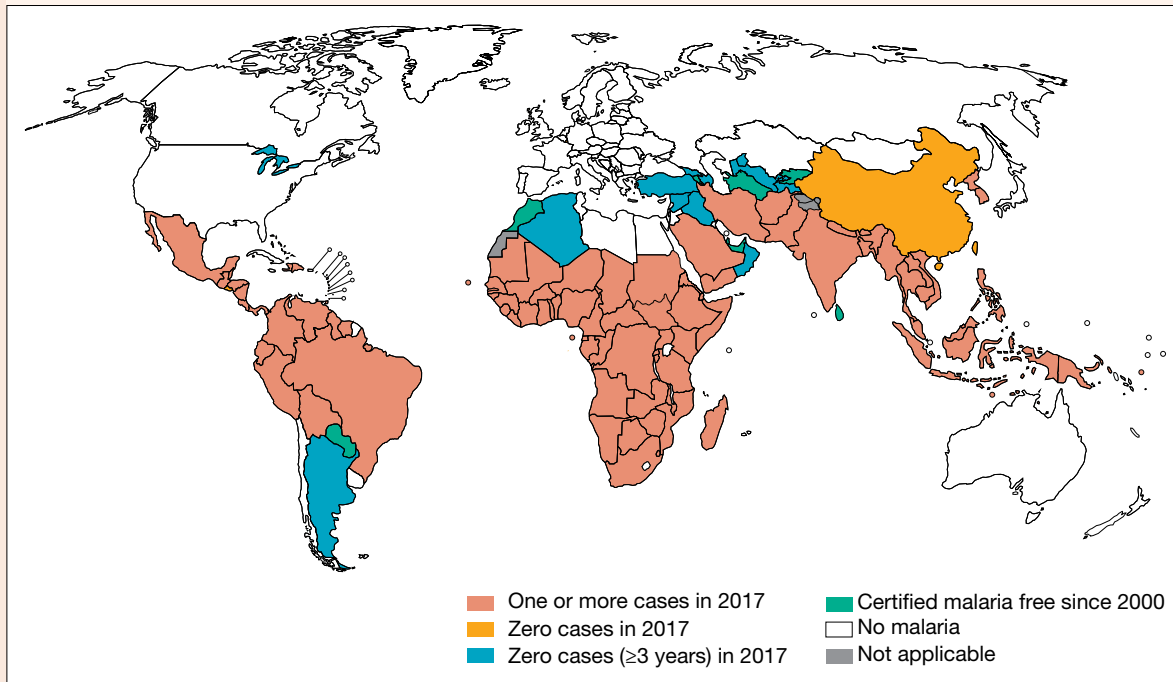 One or more cases in 2017
Zero cases in 2017
Zero cases (≥3 years) in 2017
Certified malaria free since 2000
No malaria
Not applicable